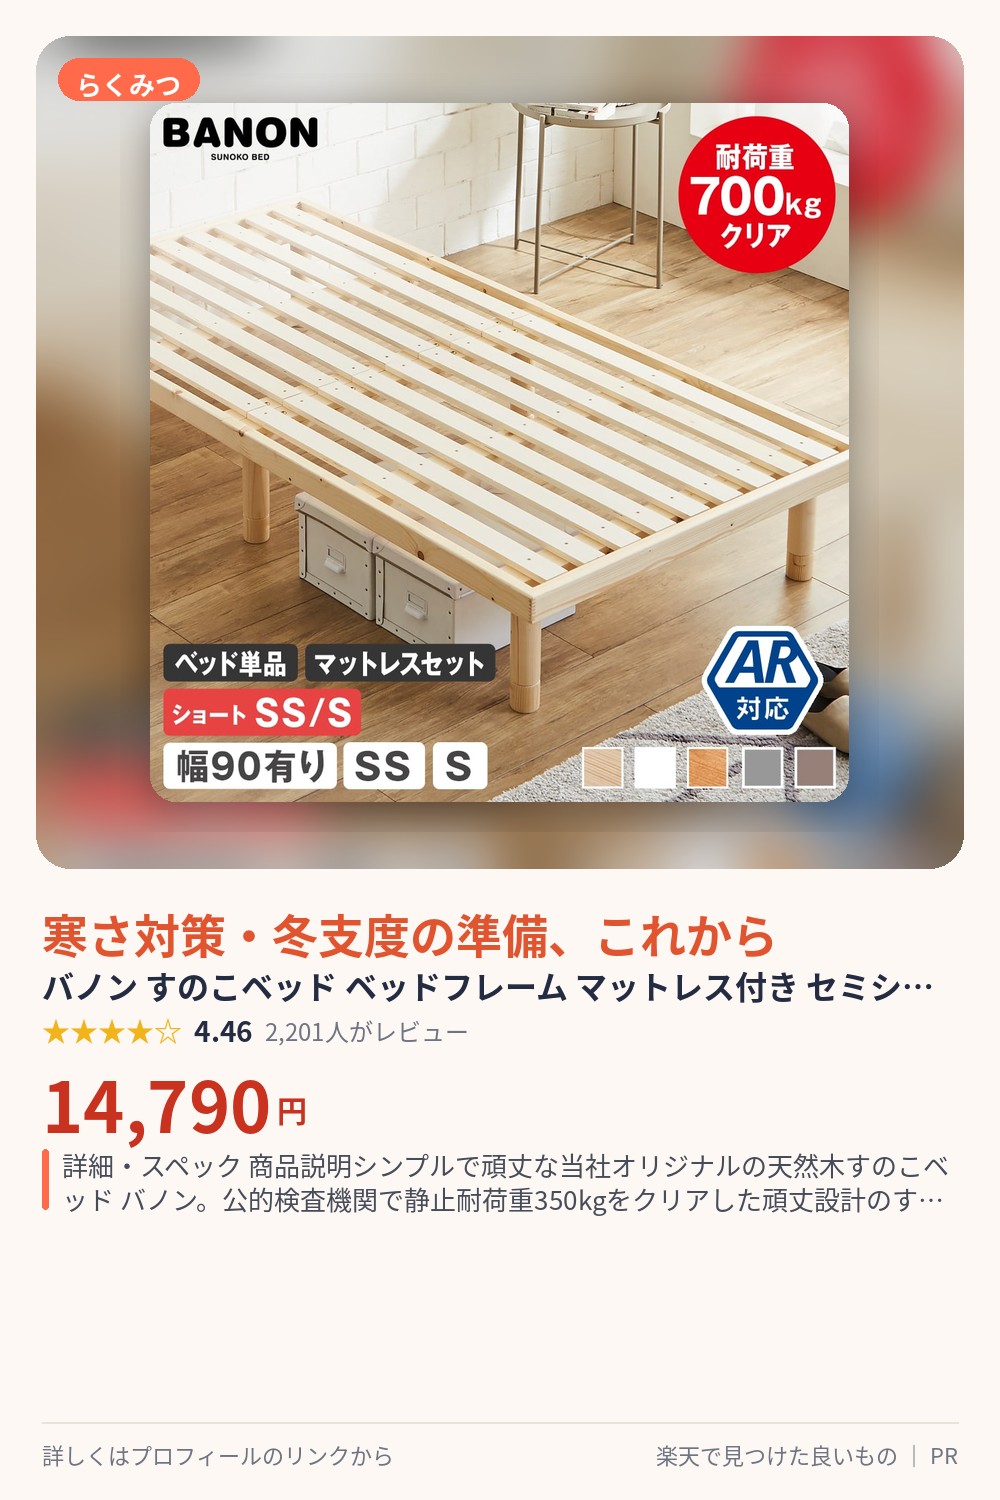 らくみつ
BANON
SUNOKO BED
耐荷重
700kg
クリア
ベッド単品 マットレスセット
ショート SS/S
幅90有り SS S
AR
対応
寒さ対策・冬支度の準備、これから
バノン すのこベッド ベッドフレーム マットレス付き セミシ…
★★★★☆ 4.46 2,201人がレビュー
14,790円
詳細・スペック 商品説明シンプルで頑丈な当社オリジナルの天然木すのこベ
ッド バノン。公的検査機関で静止耐荷重350kgをクリアした頑丈設計のす…
詳しくはプロフィールのリンクから
楽天で見つけた良いもの | PR